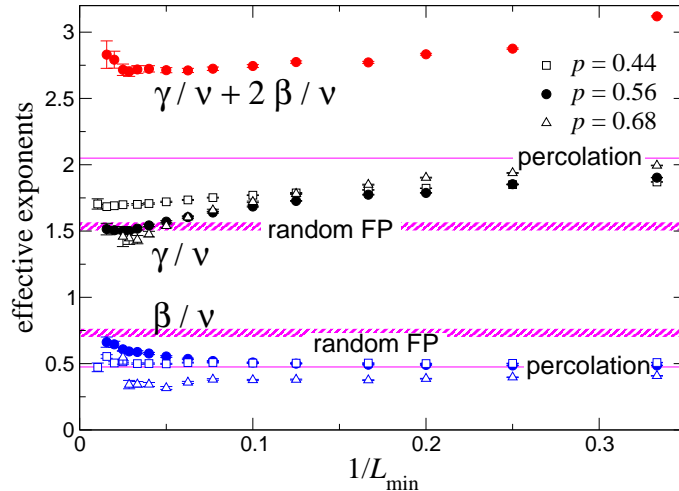 3
2.5
2
1.5
1
0.5
0
effective exponents
γ / ν + 2 β / ν
p = 0.44
p = 0.56
p = 0.68
percolation
random FP
γ / ν
β / ν
random FP
percolation
0
0.1
0.2
0.3
1/L_min